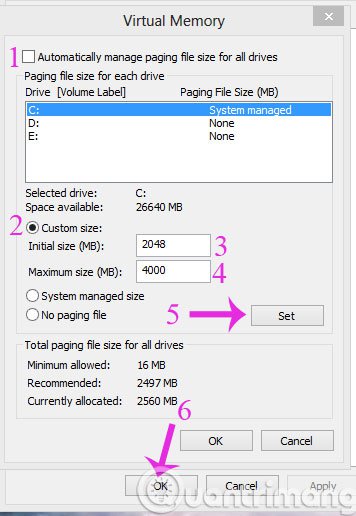 Virtual Memory
1 Automatically manage paging file size for all drives
Paging file size for each drive
Drive [Volume Label] Paging File Size (MB)
C: System managed
D: None
E: None
Selected drive: C:
Space available: 26640 MB
2 Custom size:
Initial size (MB): 2048 3
Maximum size (MB): 4000 4
System managed size
No paging file 5 Set
Total paging file size for all drives
Minimum allowed: 16 MB
Recommended: 2497 MB
Currently allocated: 2560 MB
6
OK Cancel
OK Cancel Apply
Quantrimang